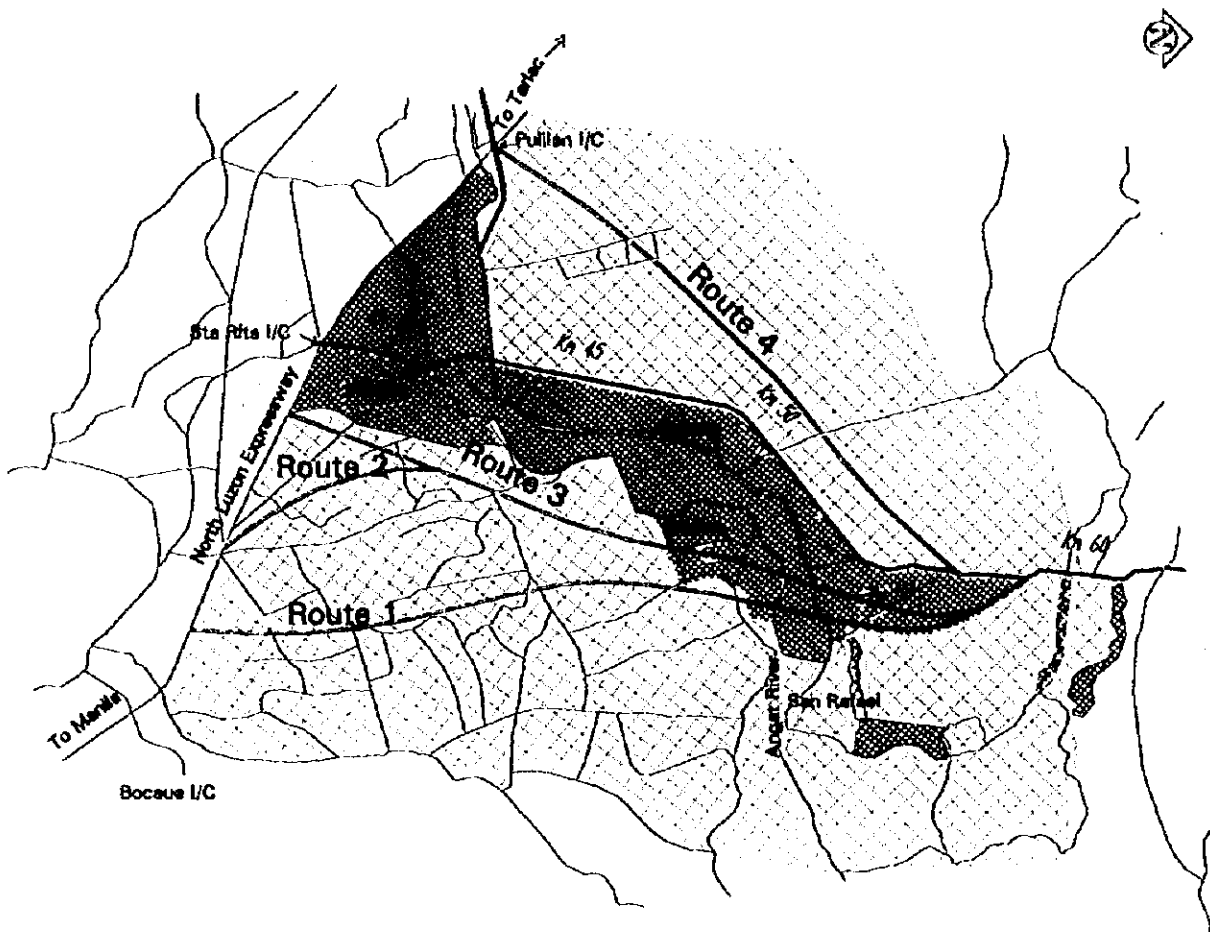 To Tarlac →
Pulilan I/C
Route 4
Sta Rita I/C
Km 45
Km 50
North Luzon Expressway
Route 2
Route 3
Km 60
Route 1
Angat River
San Rafael
To Manila
Bocaue I/C